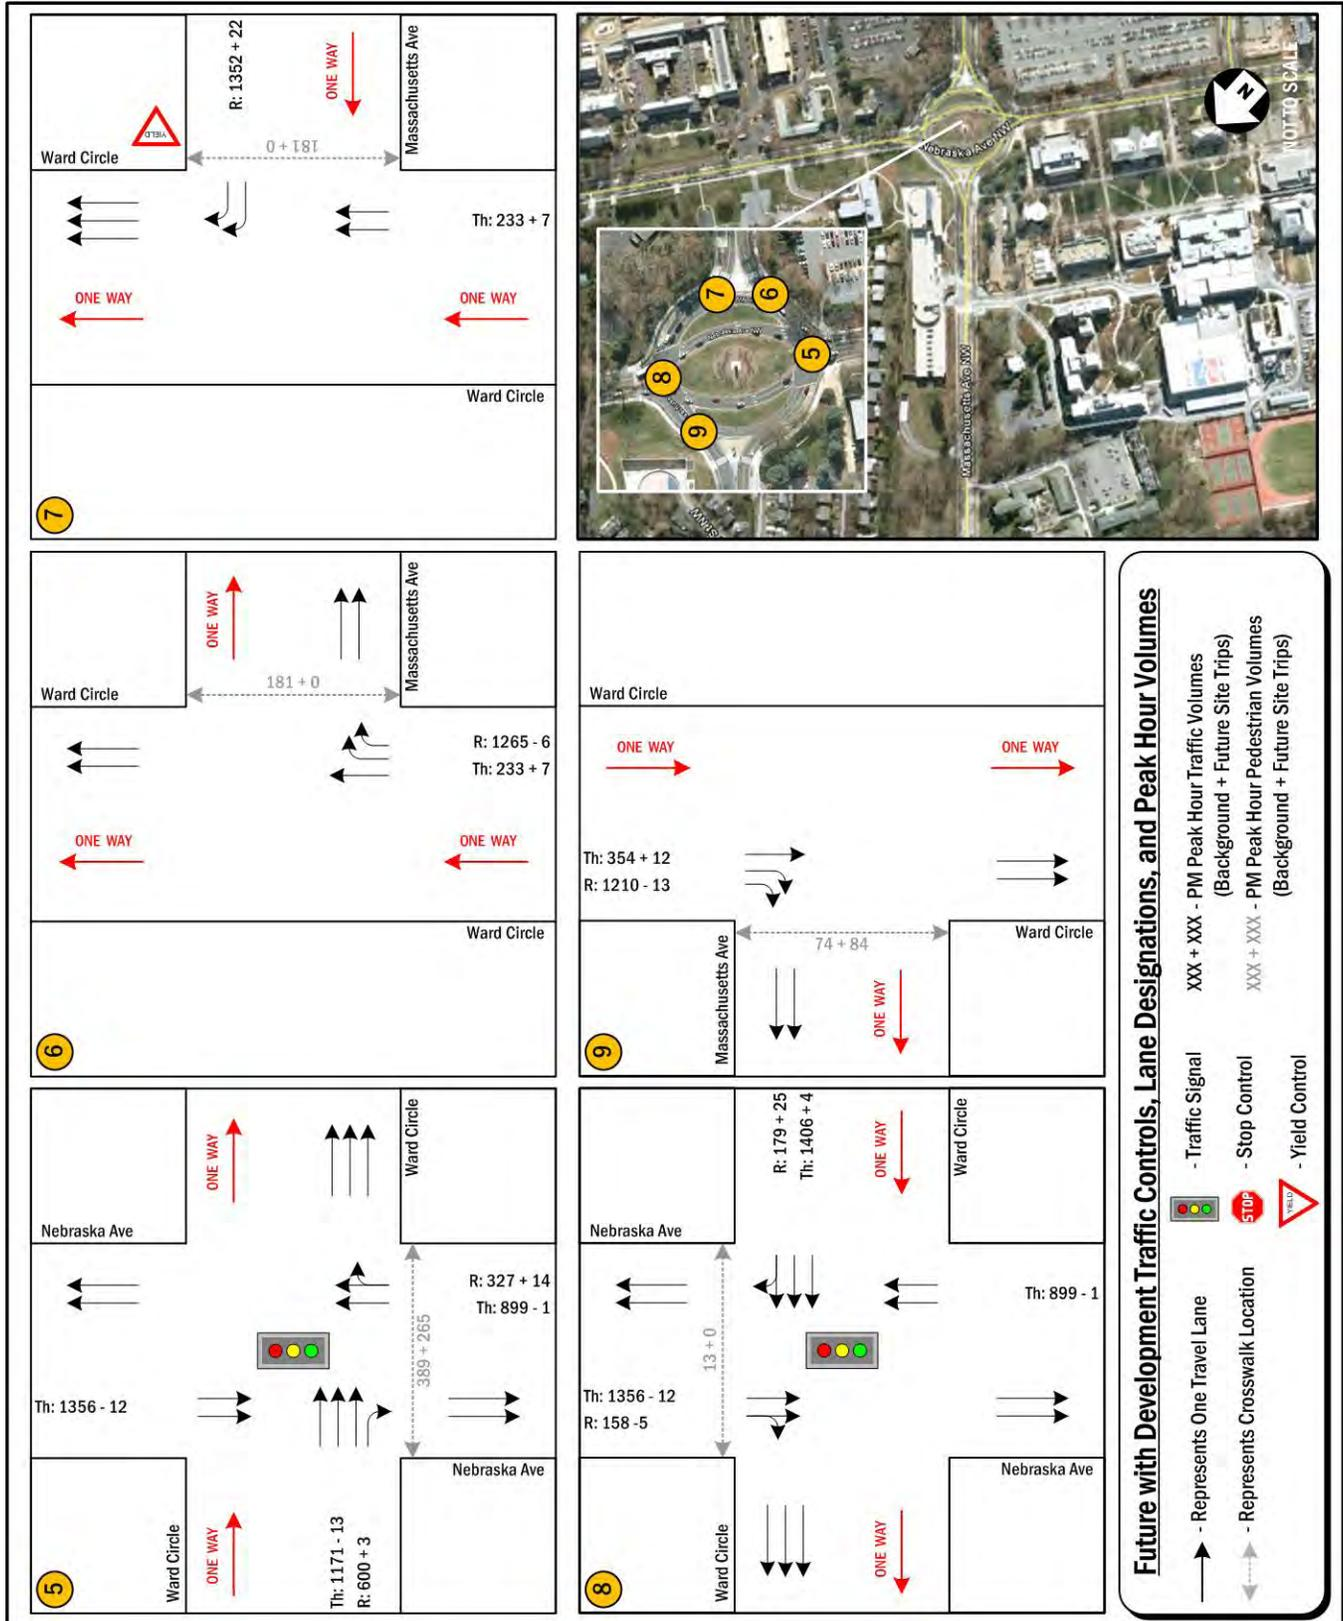 5
Nebraska Ave
Ward Circle
ONE WAY
ONE WAY
Th: 1356 - 12
R: 327 + 14
Th: 899 - 1
389 + 265
Th: 1171 - 13
R: 600 + 3
Ward Circle
Nebraska Ave
6
Ward Circle
Massachusetts Ave
ONE WAY
ONE WAY
ONE WAY
181 + 0
R: 1265 - 6
Th: 233 + 7
Ward Circle
7
Ward Circle
YIELD
R: 1352 + 22
ONE WAY
Massachusetts Ave
181 + 0
Th: 233 + 7
ONE WAY
ONE WAY
Ward Circle
8
Nebraska Ave
R: 179 + 25
Th: 1406 + 4
ONE WAY
Ward Circle
Th: 899 - 1
13 + 0
Th: 1356 - 12
R: 158 -5
Ward Circle
ONE WAY
Nebraska Ave
9
Ward Circle
ONE WAY
ONE WAY
Th: 354 + 12
R: 1210 - 13
Massachusetts Ave
74 + 84
ONE WAY
Ward Circle
7
6
5
8
9
Nebraska Ave NW
Massachusetts Ave NW
N
NOT TO SCALE
Future with Development Traffic Controls, Lane Designations, and Peak Hour Volumes
- Represents One Travel Lane
- Represents Crosswalk Location
- Traffic Signal
STOP
- Stop Control
YIELD
- Yield Control
XXX + XXX - PM Peak Hour Traffic Volumes
(Background + Future Site Trips)
XXX + XXX - PM Peak Hour Pedestrian Volumes
(Background + Future Site Trips)